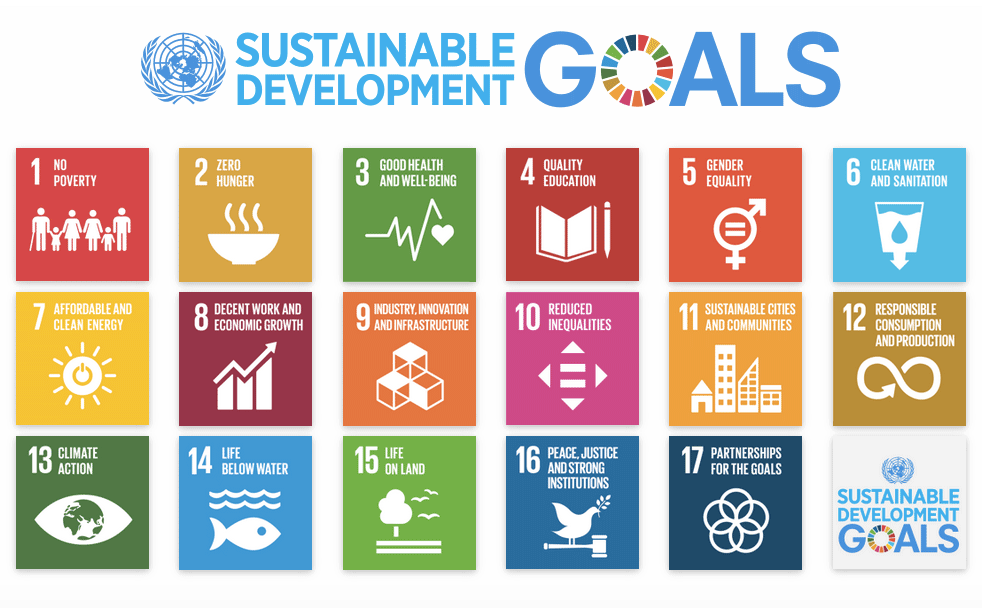 SUSTAINABLE
DEVELOPMENT
GOALS
1 NO
POVERTY
2 ZERO
HUNGER
3 GOOD HEALTH
AND WELL-BEING
4 QUALITY
EDUCATION
5 GENDER
EQUALITY
6 CLEAN WATER
AND SANITATION
7 AFFORDABLE AND
CLEAN ENERGY
8 DECENT WORK AND
ECONOMIC GROWTH
9 INDUSTRY, INNOVATION
AND INFRASTRUCTURE
10 REDUCED
INEQUALITIES
11 SUSTAINABLE CITIES
AND COMMUNITIES
12 RESPONSIBLE
CONSUMPTION
AND PRODUCTION
13 CLIMATE
ACTION
14 LIFE
BELOW WATER
15 LIFE
ON LAND
16 PEACE, JUSTICE
AND STRONG
INSTITUTIONS
17 PARTNERSHIPS
FOR THE GOALS
SUSTAINABLE
DEVELOPMENT
GOALS